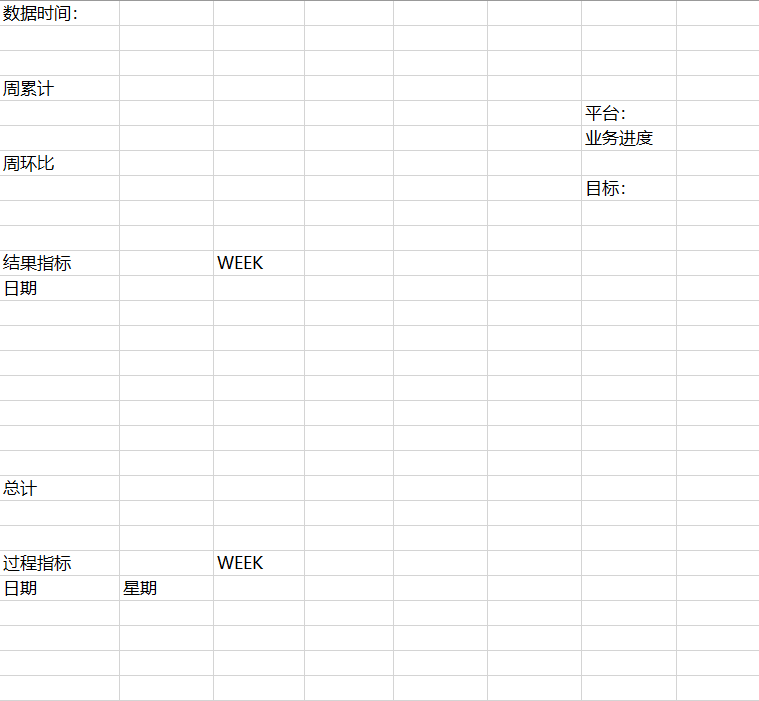 数据时间:
周累计
平台:
业务进度
周环比
目标:
结果指标 WEEK
日期
总计
过程指标 WEEK
日期 星期